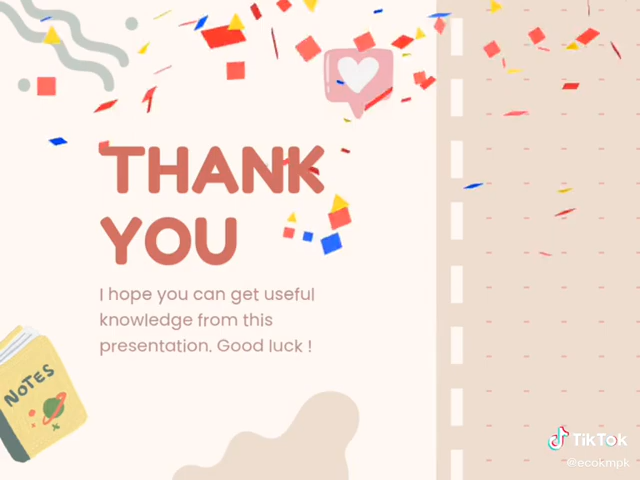 THANK
YOU
I hope you can get useful
knowledge from this
presentation. Good luck !
NOTES
TikTok
@ecokmpk